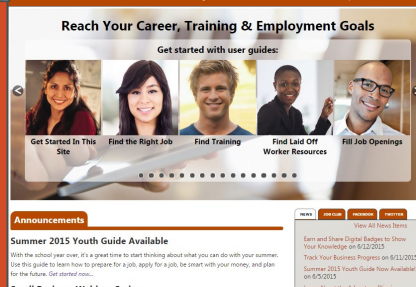 Reach Your Career, Training & Employment Goals
Get started with user guides:
Get Started In This
Site
Find the Right Job
Find Training
Find Laid Off
Worker Resources
Fill Job Openings
Announcements
Summer 2015 Youth Guide Available
With the school year over, it's a great time to start thinking about what you can do with your summer.
Use this guide to learn how to prepare for a job, apply for a job, be smart with your money, and plan
for the future. Get started now...
NEWS
JOB CLUB
FACEBOOK
TWITTER
View All News Items
Earn and Share Digital Badges to Show
Your Knowledge on 6/12/2015
Track Your Business Progress on 6/11/2015
Summer 2015 Youth Guide Now Available!
on 6/5/2015